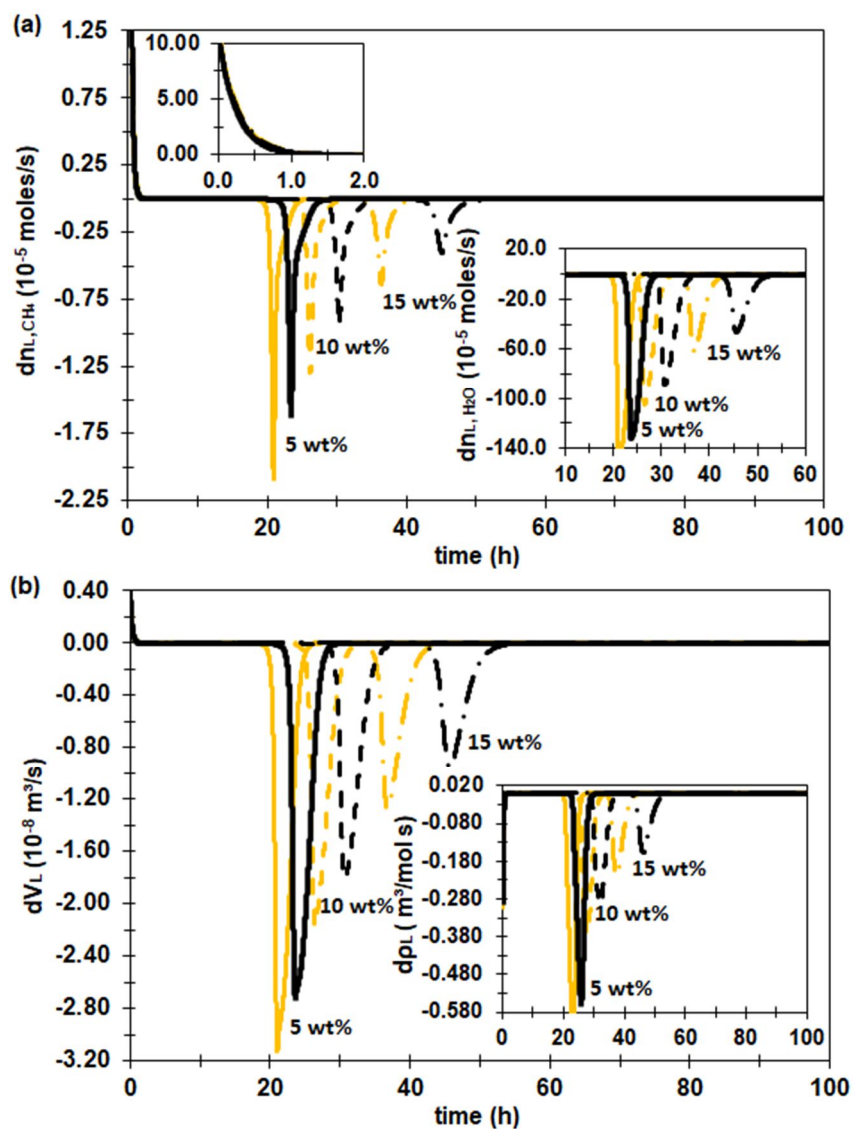 (a)
1.25
0.75
0.25
-0.25
-0.75
-1.25
-1.75
-2.25
dnL,CH₄ (10⁻⁵ moles/s)
10.00
5.00
0.00
0.0 1.0 2.0
15 wt%
10 wt%
5 wt%
20.0
-20.0
-60.0
-100.0
-140.0
dnL,H₂O (10⁻⁵ moles/s)
15 wt%
10 wt%
5 wt%
10 20 30 40 50 60
0 20 40 60 80 100
time (h)
(b)
0.40
0.00
-0.40
-0.80
-1.20
-1.60
-2.00
-2.40
-2.80
-3.20
dVL (10⁻⁸ m³/s)
15 wt%
10 wt%
5 wt%
0.020
-0.080
-0.180
-0.280
-0.380
-0.480
-0.580
dρL ( m³/mol s)
15 wt%
10 wt%
5 wt%
0 20 40 60 80 100
0 20 40 60 80 100
time (h)